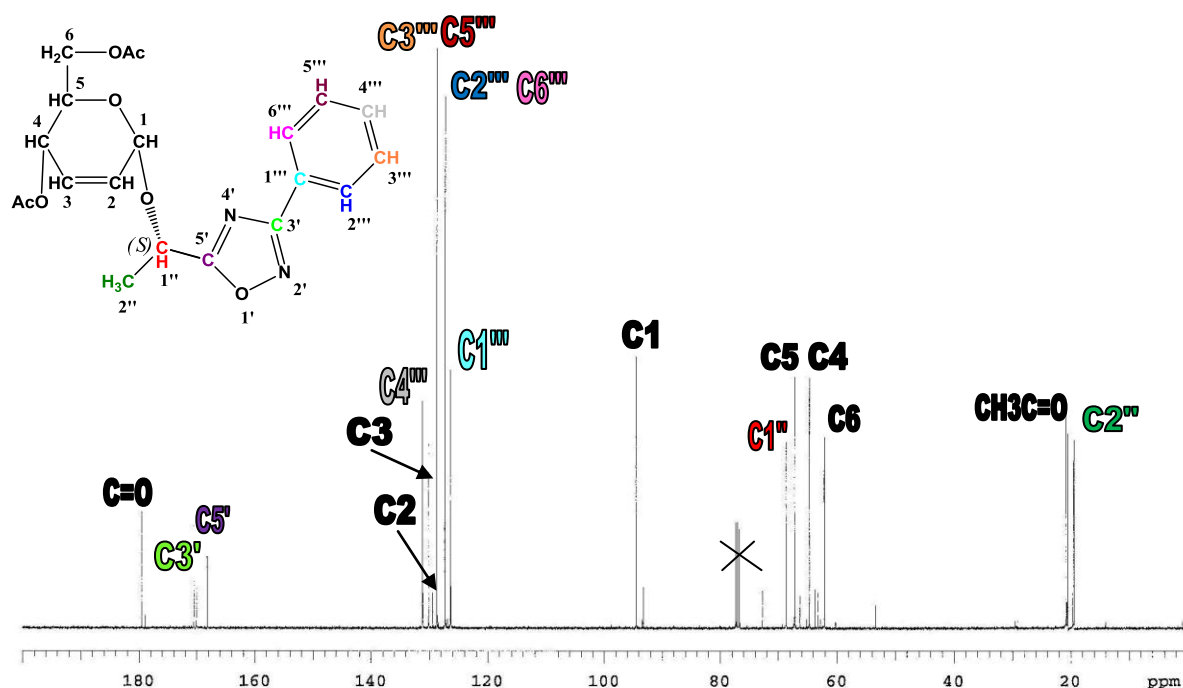 6
H₂C OAc
5
HC O
4 1
HC CH
HC CH
AcO 3 2 O
5'''
H 4'''
C CH
6'''
HC CH
1''' C C 3'''
H
4' 2'''
N C 3'
(S) C 5' C
H
1'' N 2'
H₃C O
2'' 1'
C3''' C5'''
C2''' C6'''
C1'''
C4'''
C3
C2
C=O
C3' C5'
C1
C5 C4
C1'' C6
CH3C=O C2''
180 160 140 120 100 80 60 40 20 ppm